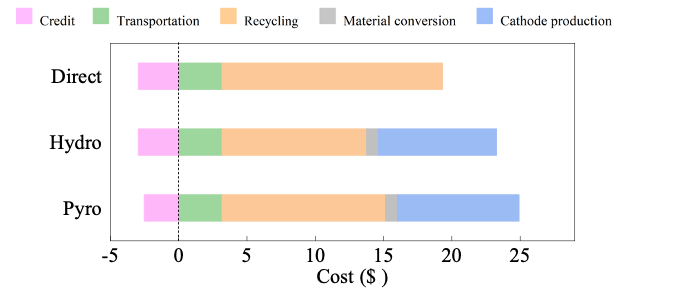 Credit Transportation Recycling Material conversion Cathode production
Direct
Hydro
Pyro
-5 0 5 10 15 20 25
Cost ($ )